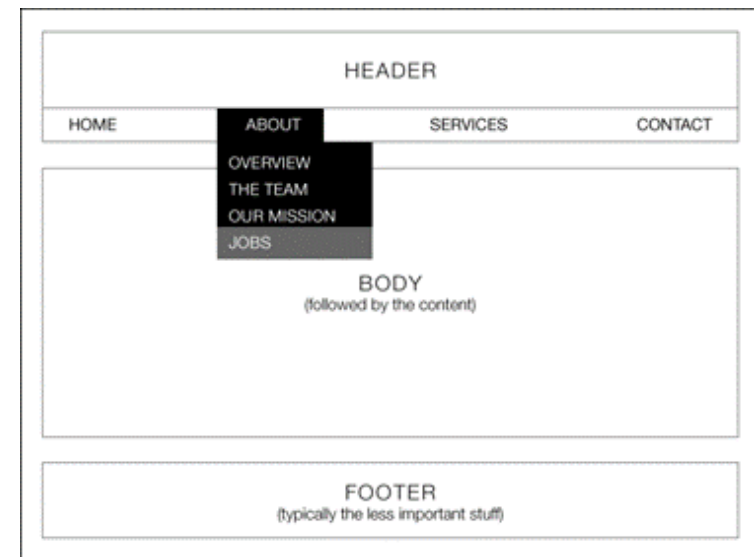 HEADER
HOME ABOUT SERVICES CONTACT
OVERVIEW
THE TEAM
OUR MISSION
JOBS
BODY
(followed by the content)
FOOTER
(typically the less important stuff)